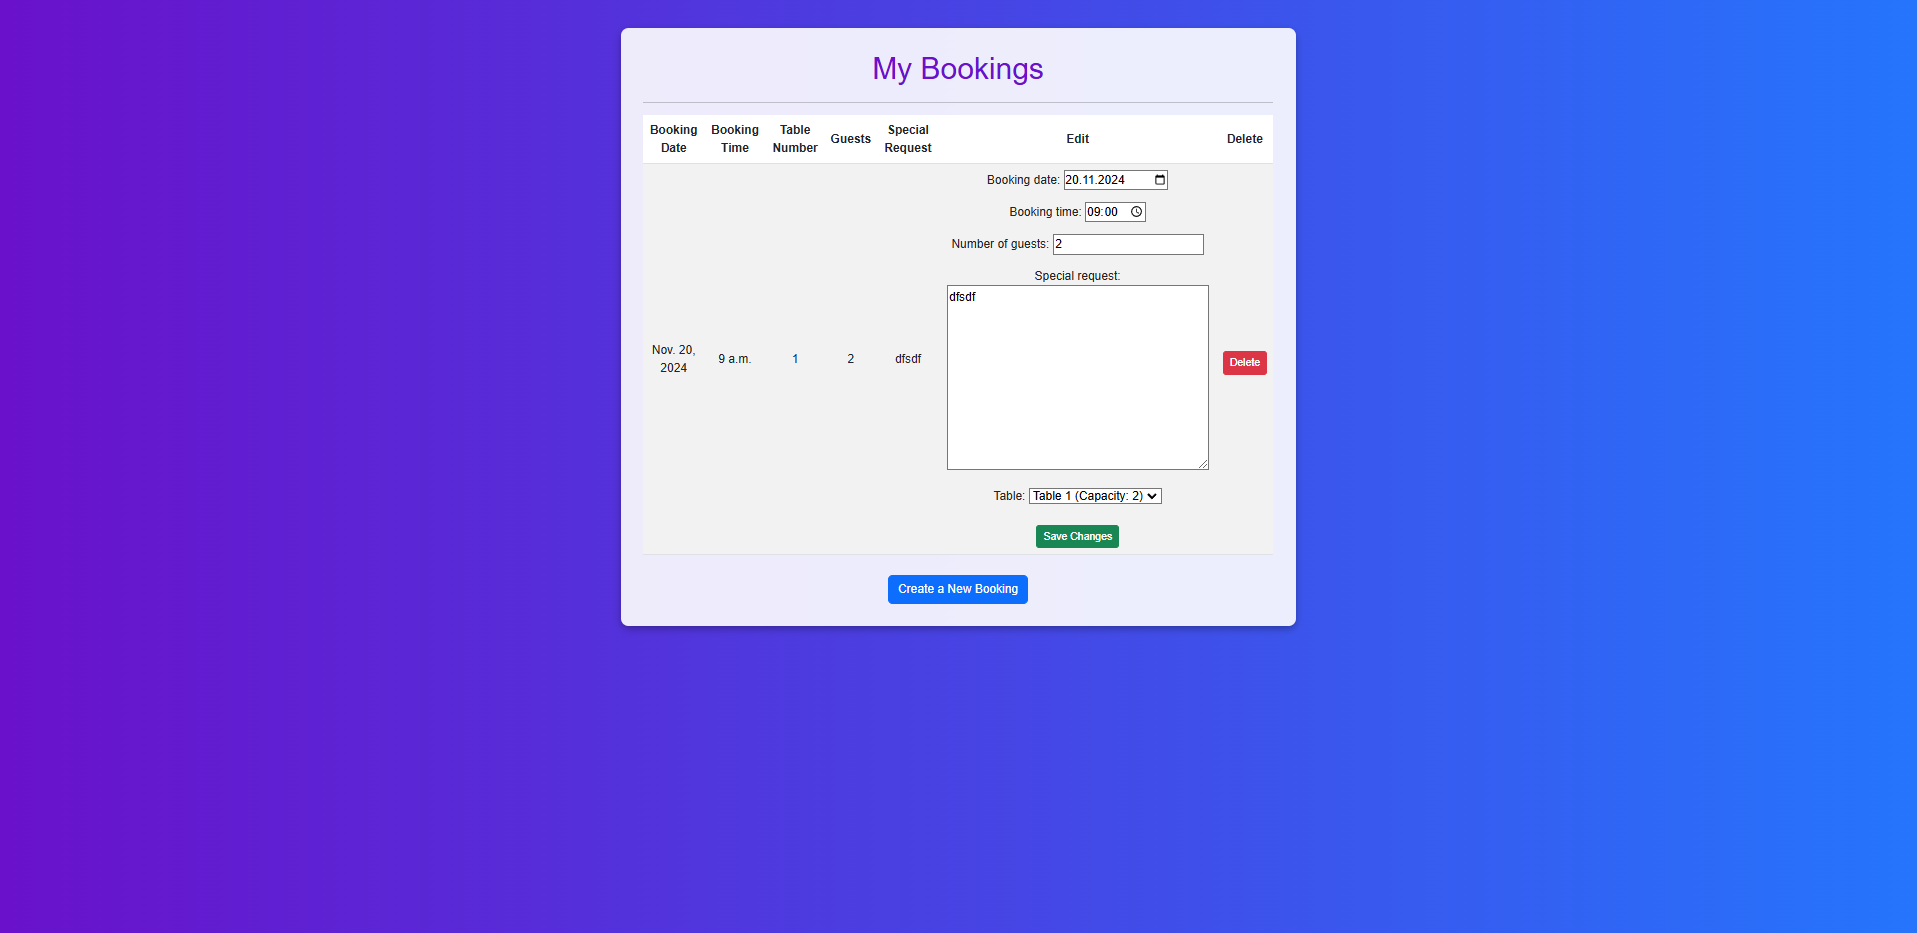 My Bookings
Booking Date
Booking Time
Table Number
Guests
Special Request
Edit
Delete
Nov. 20, 2024
9 a.m.
1
2
dfsdf
Booking date: 20.11.2024
Booking time: 09:00
Number of guests: 2
Special request:
dfsdf
Table: Table 1 (Capacity: 2)
Save Changes
Delete
Create a New Booking